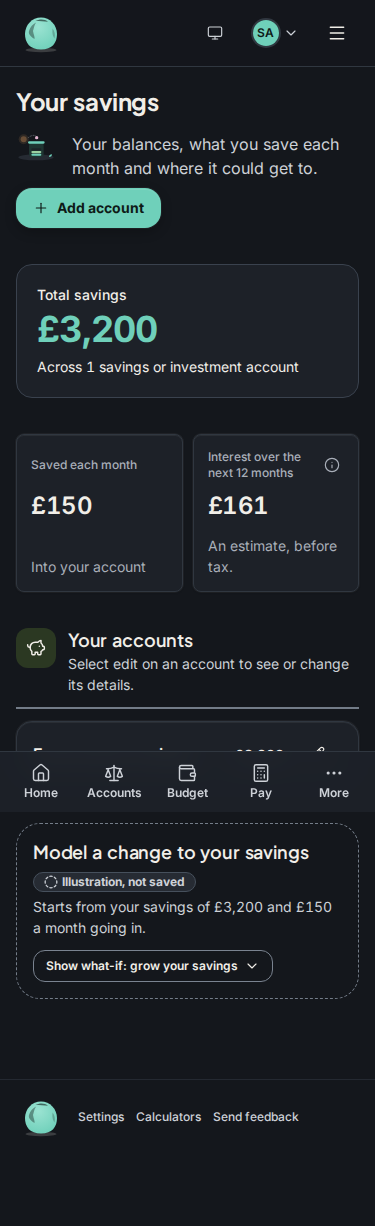 SA
Your savings
Your balances, what you save each
month and where it could get to.
Add account
Total savings
£3,200
Across 1 savings or investment account
Saved each month
£150
Into your account
Interest over the
next 12 months
£161
An estimate, before
tax.
Your accounts
Select edit on an account to see or change
its details.
Home
Accounts
Budget
Pay
More
Model a change to your savings
Illustration, not saved
Starts from your savings of £3,200 and £150
a month going in.
Show what-if: grow your savings
Settings
Calculators
Send feedback